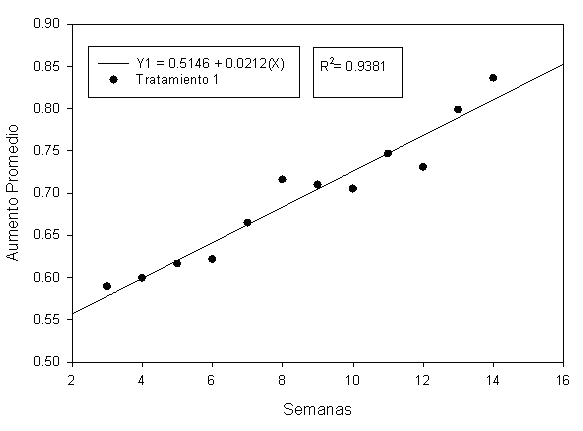 0.90
0.85
0.80
0.75
0.70
0.65
0.60
0.55
0.50
Aumento Promedio
Y1 = 0.5146 + 0.0212(X)
Tratamiento 1
R²= 0.9381
2 4 6 8 10 12 14 16
Semanas